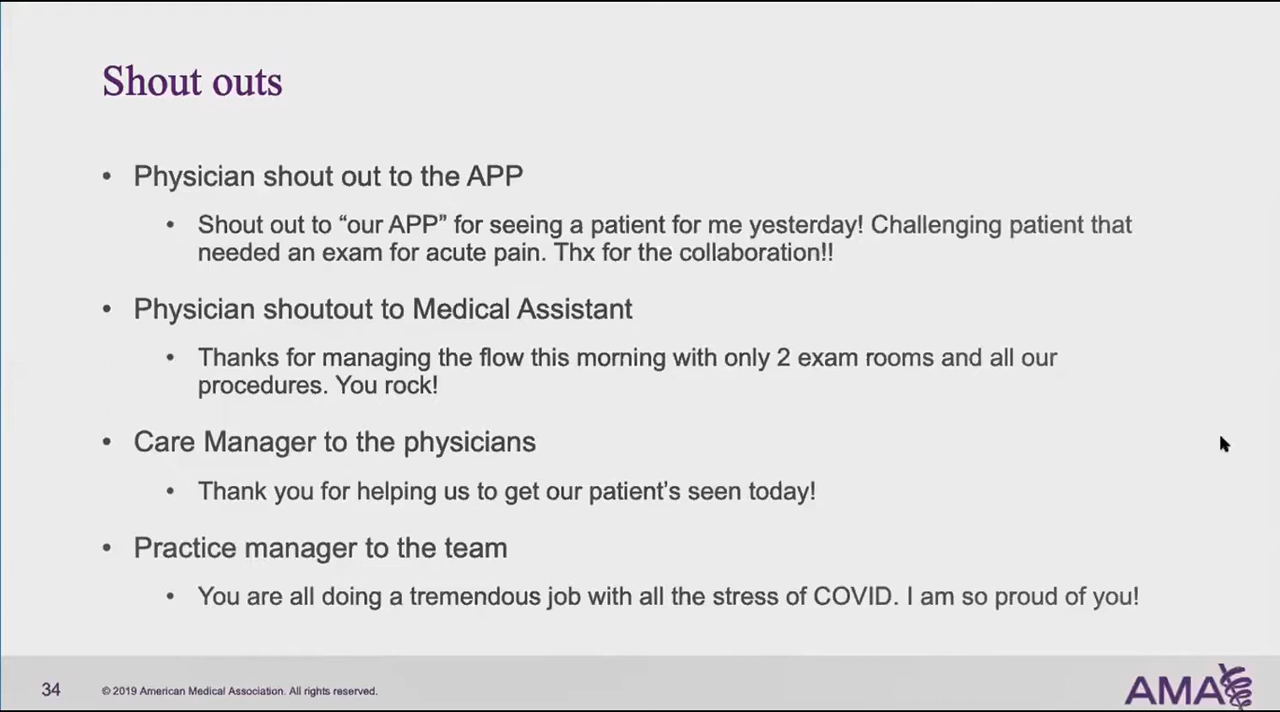 Shout outs
• Physician shout out to the APP
• Shout out to “our APP” for seeing a patient for me yesterday! Challenging patient that
needed an exam for acute pain. Thx for the collaboration!!
• Physician shoutout to Medical Assistant
• Thanks for managing the flow this morning with only 2 exam rooms and all our
procedures. You rock!
• Care Manager to the physicians
• Thank you for helping us to get our patient’s seen today!
• Practice manager to the team
• You are all doing a tremendous job with all the stress of COVID. I am so proud of you!
34
© 2019 American Medical Association. All rights reserved.
AMA